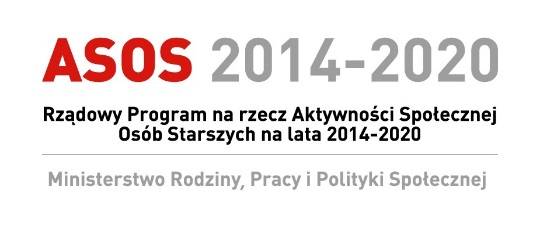 ASOS 2014-2020
Rządowy Program na rzecz Aktywności Społecznej
Osób Starszych na lata 2014-2020
Ministerstwo Rodziny, Pracy i Polityki Społecznej